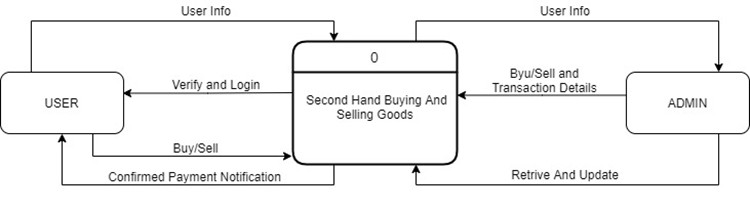 User Info
User Info
0
Verify and Login
Byu/Sell and
Transaction Details
USER
Second Hand Buying And
Selling Goods
ADMIN
Buy/Sell
Confirmed Payment Notification
Retrive And Update